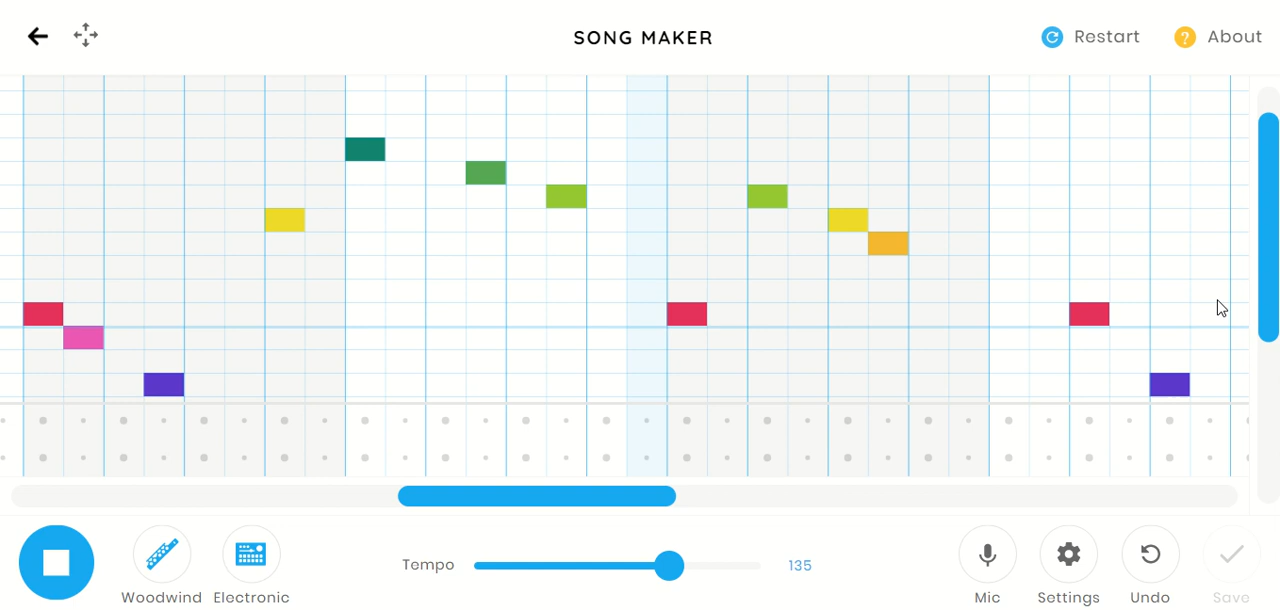 SONG MAKER
Restart
About
Tempo
135
Woodwind
Electronic
Mic
Settings
Undo
Save